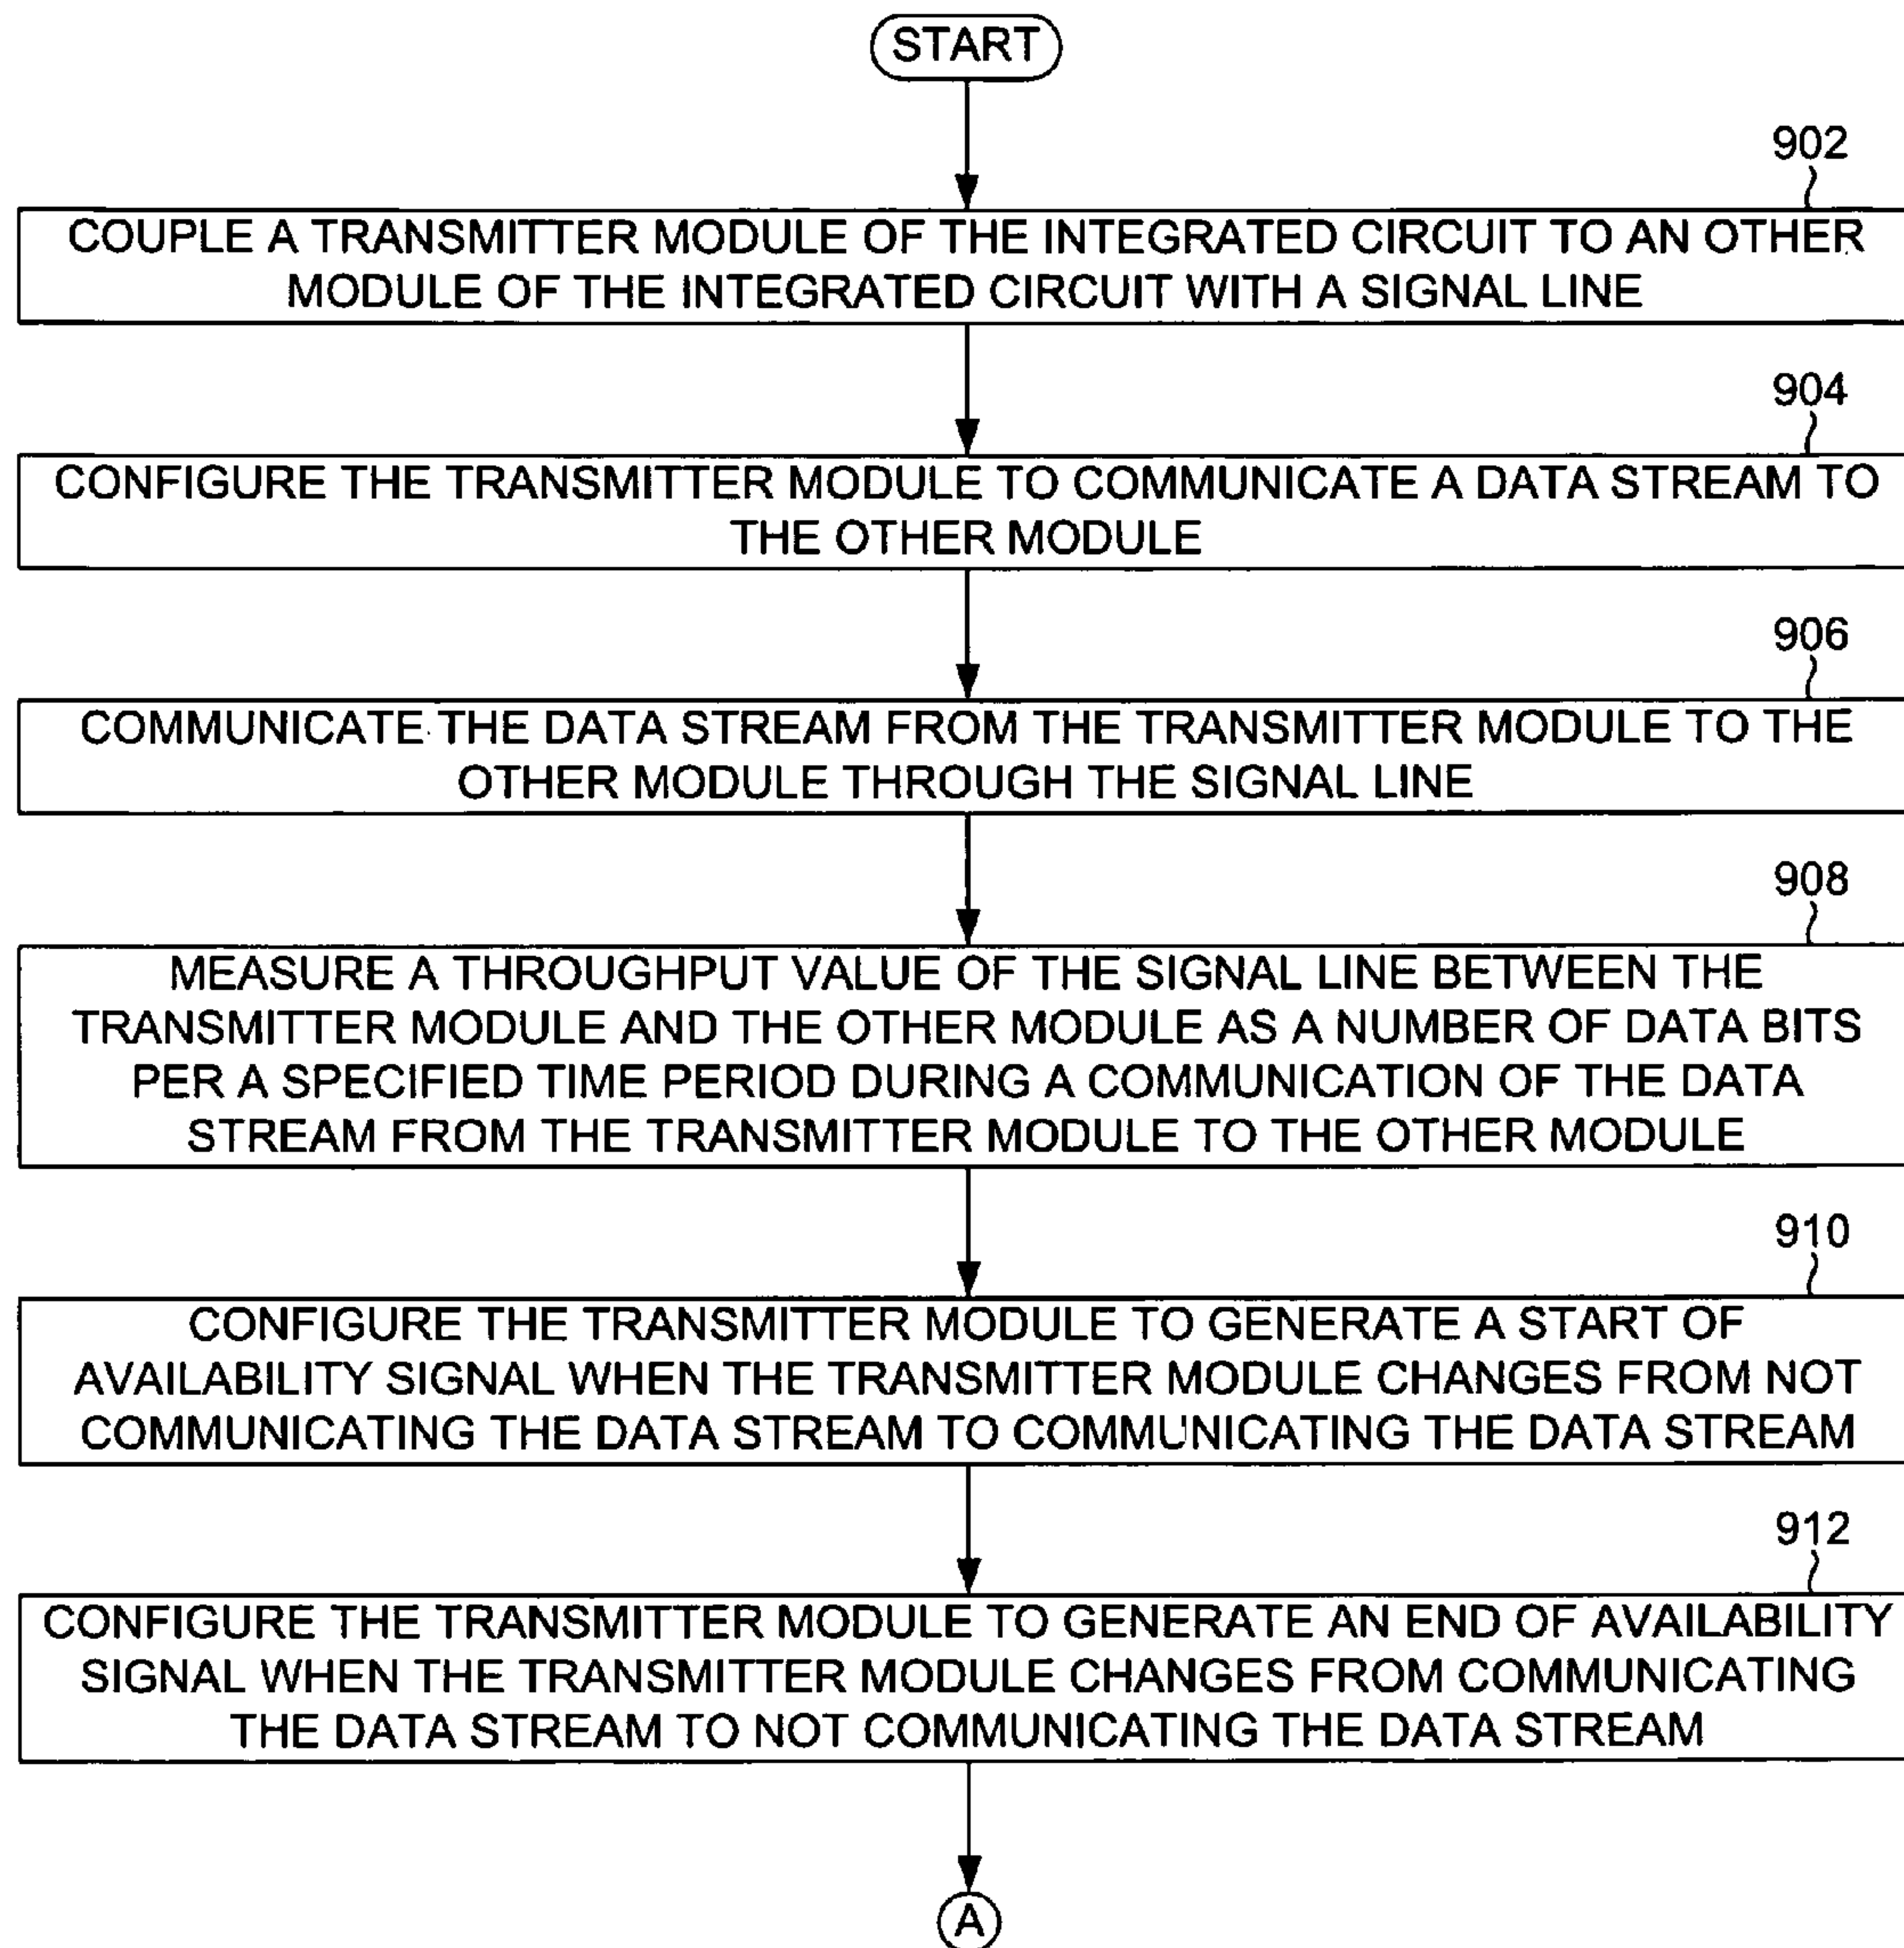 START
902
COUPLE A TRANSMITTER MODULE OF THE INTEGRATED CIRCUIT TO AN OTHER
MODULE OF THE INTEGRATED CIRCUIT WITH A SIGNAL LINE
904
CONFIGURE THE TRANSMITTER MODULE TO COMMUNICATE A DATA STREAM TO
THE OTHER MODULE
906
COMMUNICATE THE DATA STREAM FROM THE TRANSMITTER MODULE TO THE
OTHER MODULE THROUGH THE SIGNAL LINE
908
MEASURE A THROUGHPUT VALUE OF THE SIGNAL LINE BETWEEN THE
TRANSMITTER MODULE AND THE OTHER MODULE AS A NUMBER OF DATA BITS
PER A SPECIFIED TIME PERIOD DURING A COMMUNICATION OF THE DATA
STREAM FROM THE TRANSMITTER MODULE TO THE OTHER MODULE
910
CONFIGURE THE TRANSMITTER MODULE TO GENERATE A START OF
AVAILABILITY SIGNAL WHEN THE TRANSMITTER MODULE CHANGES FROM NOT
COMMUNICATING THE DATA STREAM TO COMMUNICATING THE DATA STREAM
912
CONFIGURE THE TRANSMITTER MODULE TO GENERATE AN END OF AVAILABILITY
SIGNAL WHEN THE TRANSMITTER MODULE CHANGES FROM COMMUNICATING
THE DATA STREAM TO NOT COMMUNICATING THE DATA STREAM
A